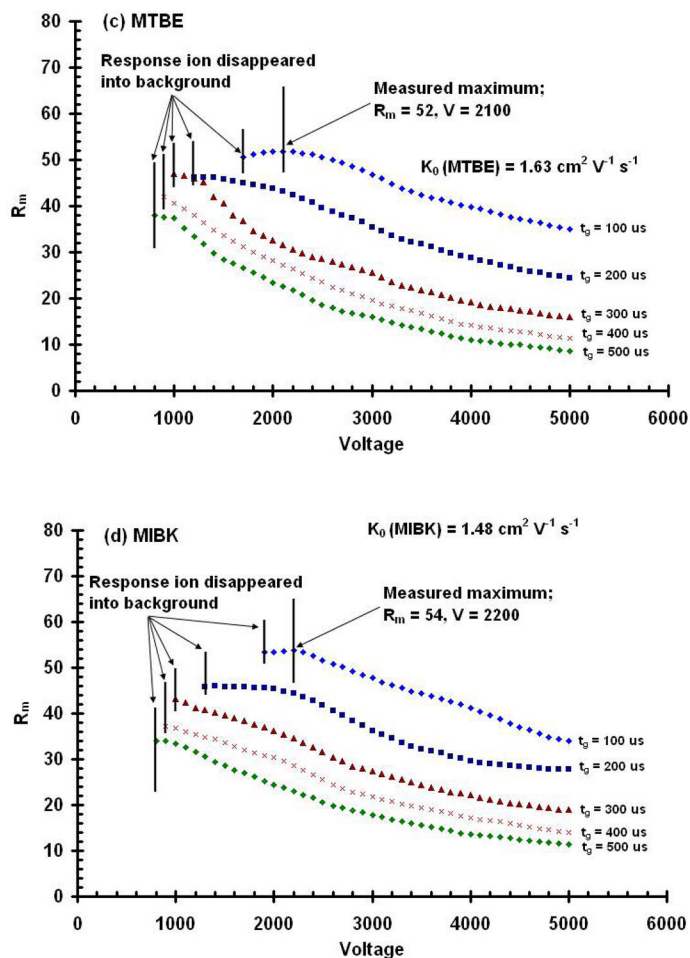 (c) MTBE
Response ion disappeared
into background
Measured maximum;
Rm = 52, V = 2100
K0 (MTBE) = 1.63 cm² V⁻¹ s⁻¹
80
70
60
50
40
30
20
10
0
Rm
tg = 100 us
tg = 200 us
tg = 300 us
tg = 400 us
tg = 500 us
0 1000 2000 3000 4000 5000 6000
Voltage
(d) MIBK
K0 (MIBK) = 1.48 cm² V⁻¹ s⁻¹
Response ion disappeared
into background
Measured maximum;
Rm = 54, V = 2200
80
70
60
50
40
30
20
10
0
Rm
tg = 100 us
tg = 200 us
tg = 300 us
tg = 400 us
tg = 500 us
0 1000 2000 3000 4000 5000 6000
Voltage